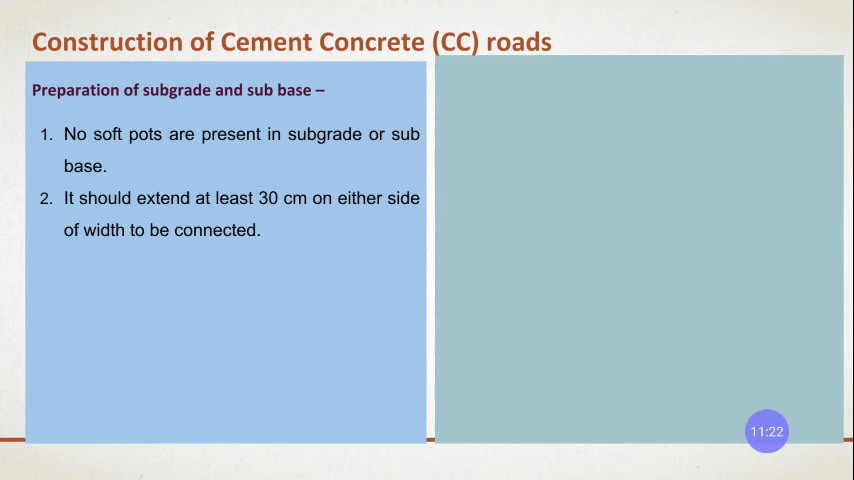 Construction of Cement Concrete (CC) roads
Preparation of subgrade and sub base –
1. No soft pots are present in subgrade or sub
base.
2. It should extend at least 30 cm on either side
of width to be connected.
11:22